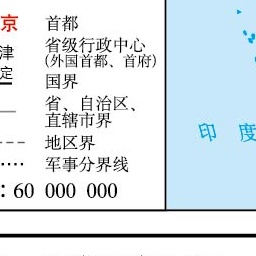 京 首都
津 省级行政中心
定 (外国首都、首府)
国界
省、自治区、
直辖市界
地区界
军事分界线
: 60 000 000
印 度